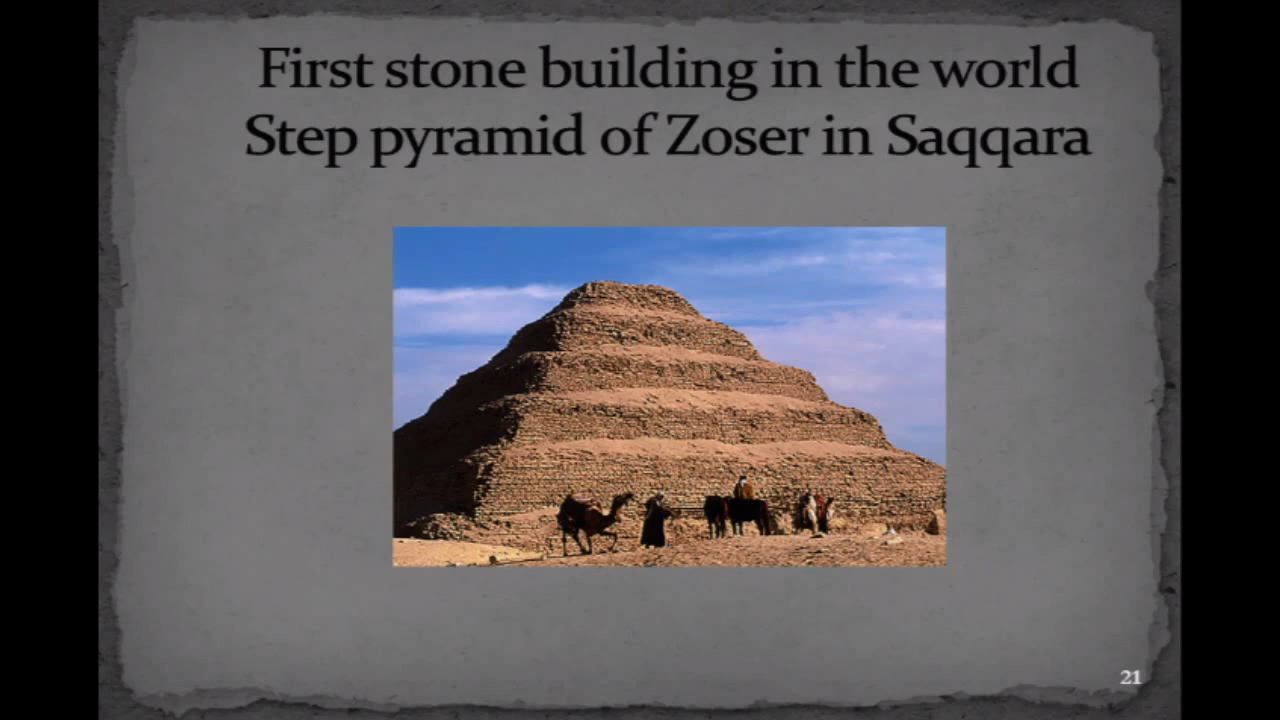 First stone building in the world
Step pyramid of Zoser in Saqqara
21